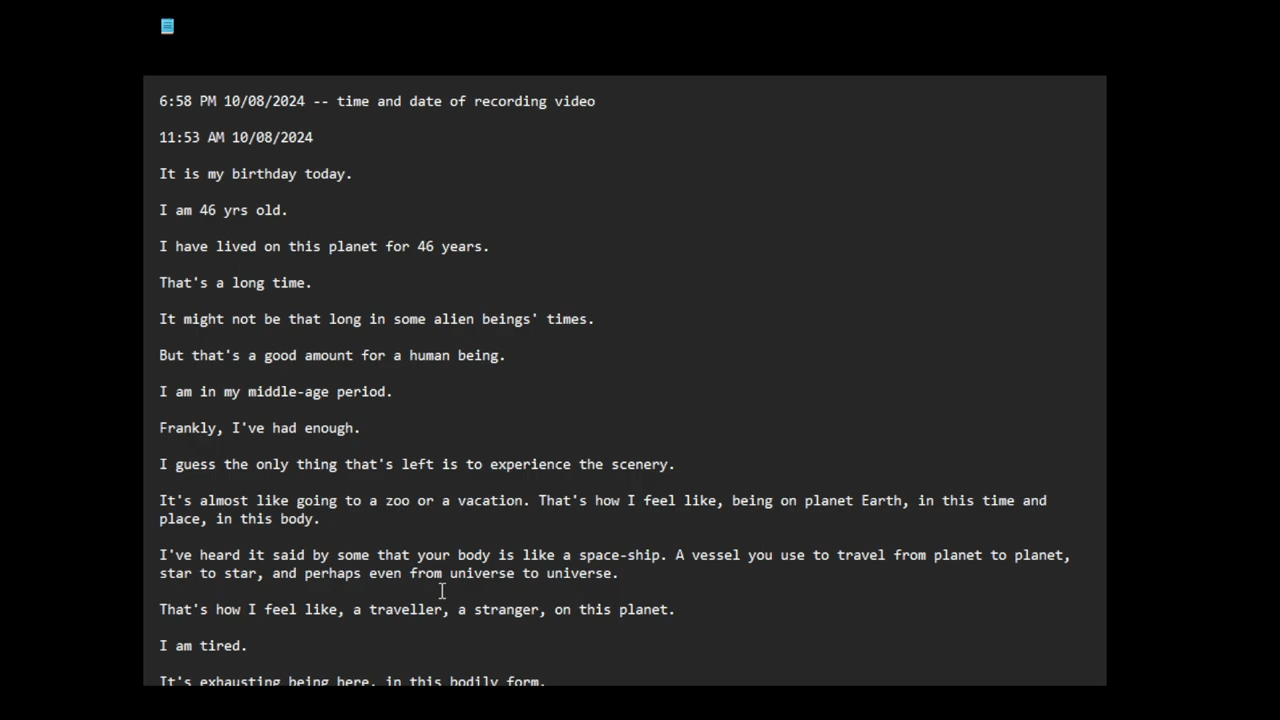 6:58 PM 10/08/2024 -- time and date of recording video
11:53 AM 10/08/2024
It is my birthday today.
I am 46 yrs old.
I have lived on this planet for 46 years.
That's a long time.
It might not be that long in some alien beings' times.
But that's a good amount for a human being.
I am in my middle-age period.
Frankly, I've had enough.
I guess the only thing that's left is to experience the scenery.
It's almost like going to a zoo or a vacation. That's how I feel like, being on planet Earth, in this time and
place, in this body.
I've heard it said by some that your body is like a space-ship. A vessel you use to travel from planet to planet,
star to star, and perhaps even from universe to universe.
That's how I feel like, a traveller, a stranger, on this planet.
I am tired.
It's exhausting being here, in this bodily form.